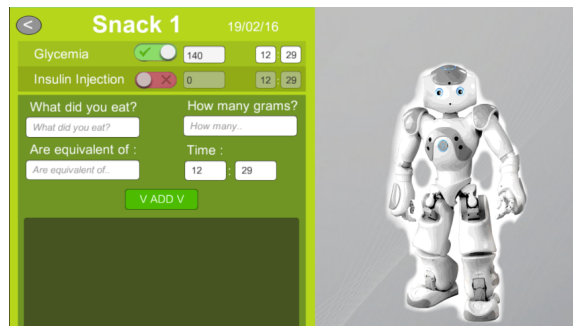 < Snack 1 19/02/16
Glycemia 140 12 : 29
Insulin Injection 0 12 : 29
What did you eat? How many grams?
What did you eat? How many..
Are equivalent of : Time :
Are equivalent of.. 12 : 29
V ADD V